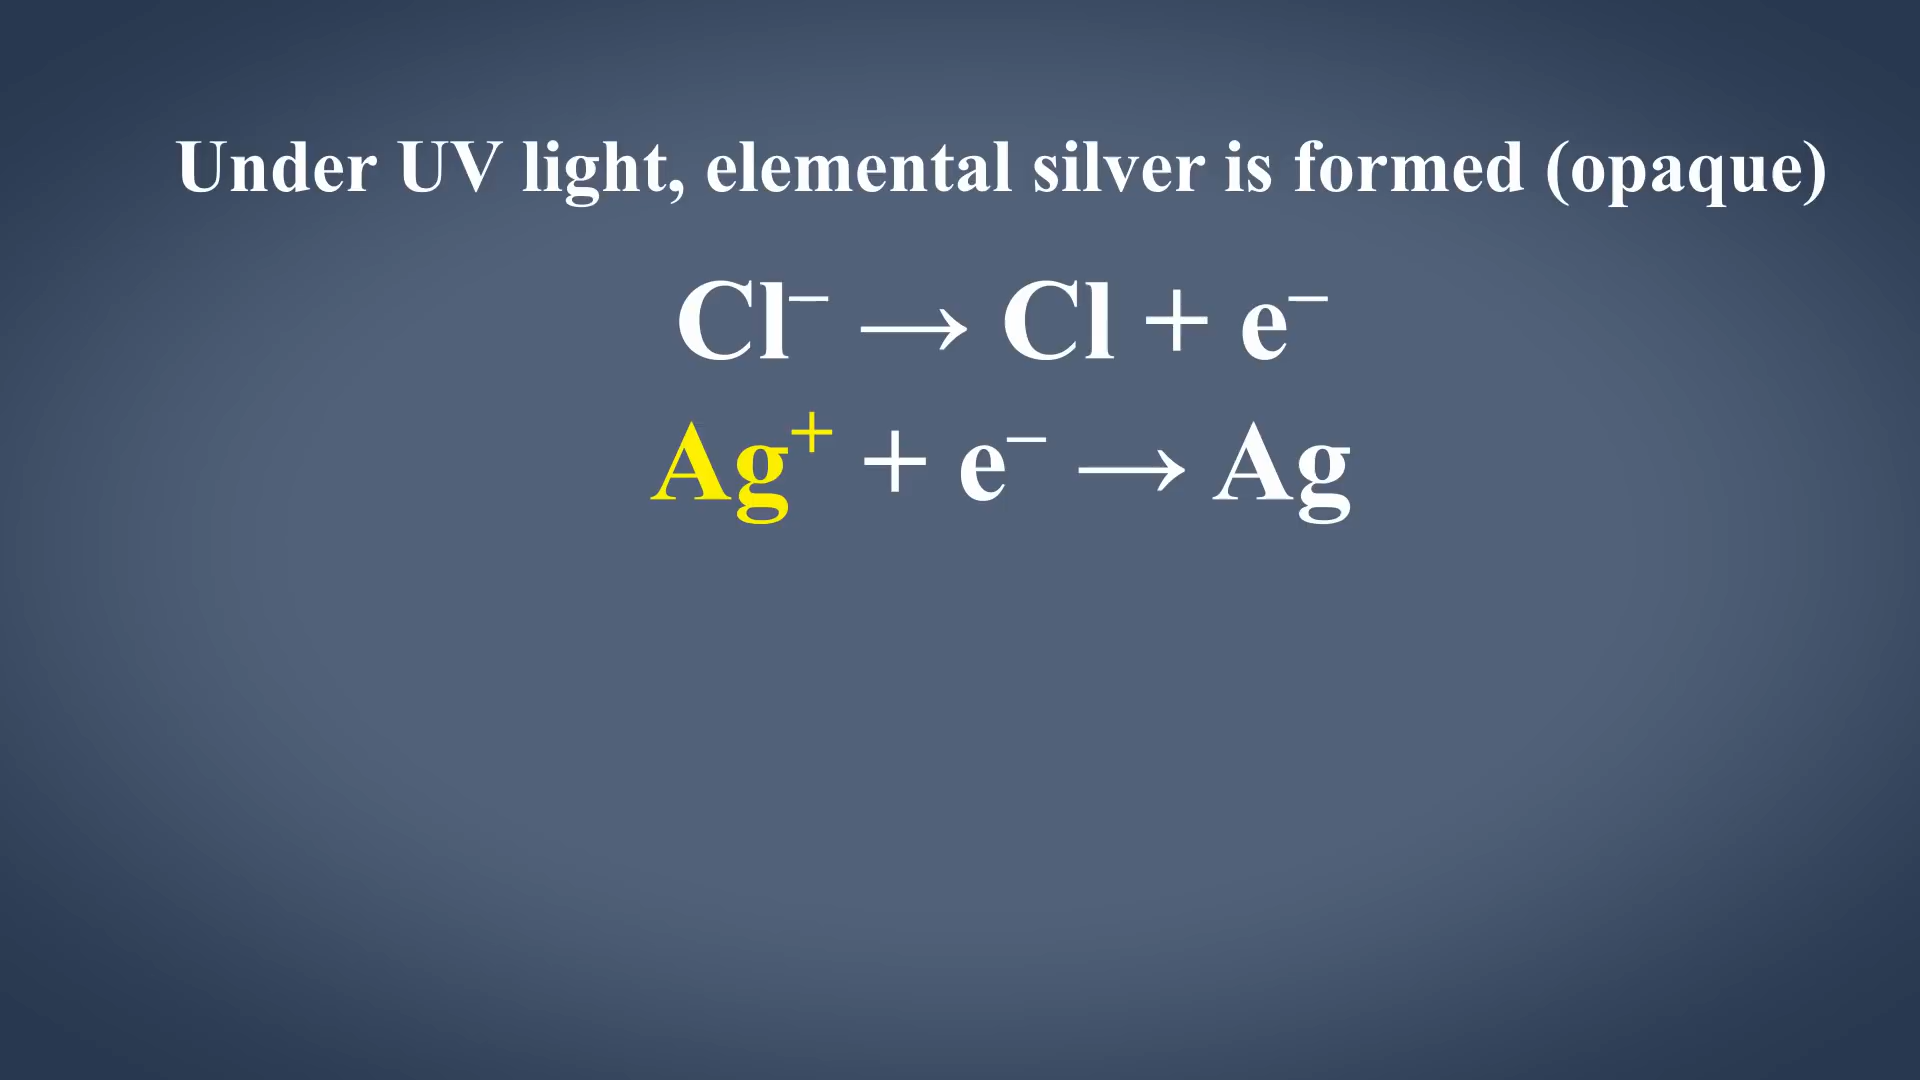 Under UV light, elemental silver is formed (opaque)
Cl⁻ → Cl + e⁻
Ag⁺ + e⁻ → Ag